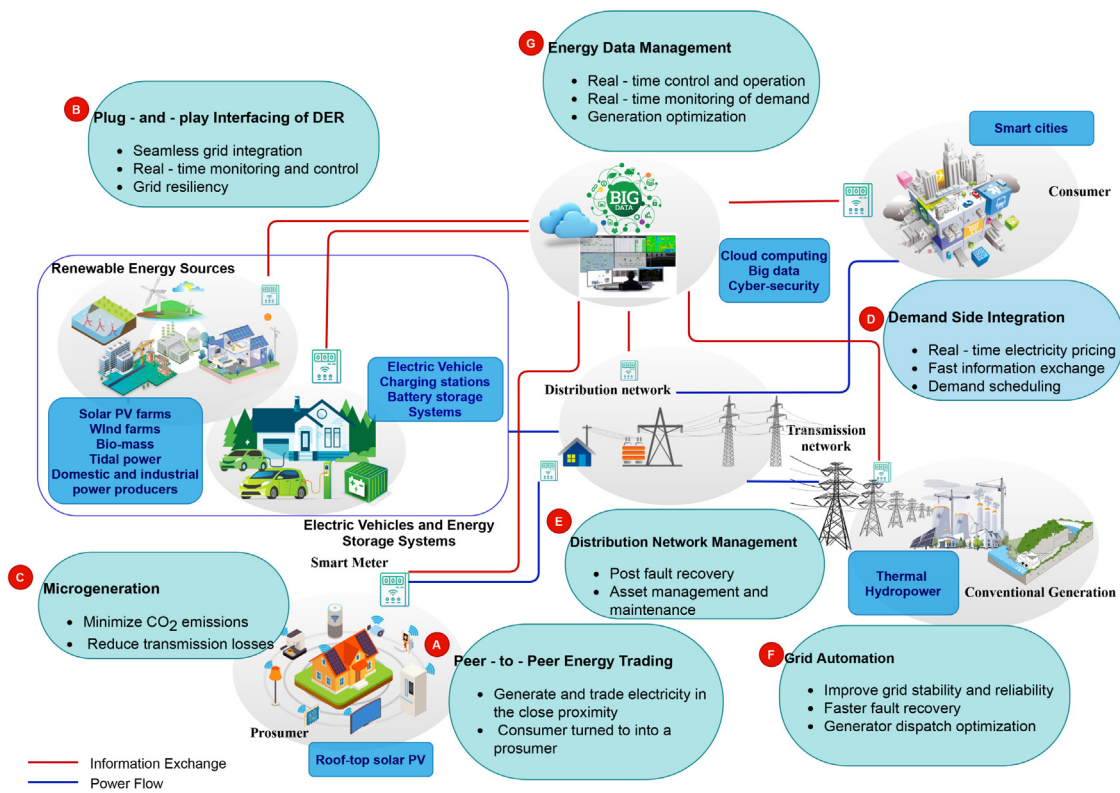 G
Energy Data Management
• Real - time control and operation
• Real - time monitoring of demand
• Generation optimization
B
Plug - and - play Interfacing of DER
• Seamless grid integration
• Real - time monitoring and control
• Grid resiliency
Smart cities
Consumer
BIG
DATA
Cloud computing
Big data
Cyber-security
Renewable Energy Sources
Solar PV farms
WInd farms
Bio-mass
Tidal power
Domestic and industrial
power producers
Electric Vehicle
Charging stations
Battery storage
Systems
Electric Vehicles and Energy
Storage Systems
Distribution network
Transmission
network
D
Demand Side Integration
• Real - time electricity pricing
• Fast information exchange
• Demand scheduling
E
Distribution Network Management
• Post fault recovery
• Asset management and
maintenance
Thermal
Hydropower
Conventional Generation
Smart Meter
C
Microgeneration
• Minimize CO2 emissions
• Reduce transmission losses
A
Peer - to - Peer Energy Trading
• Generate and trade electricity in
the close proximity
• Consumer turned to into a
prosumer
Prosumer
Roof-top solar PV
F
Grid Automation
• Improve grid stability and reliability
• Faster fault recovery
• Generator dispatch optimization
Information Exchange
Power Flow